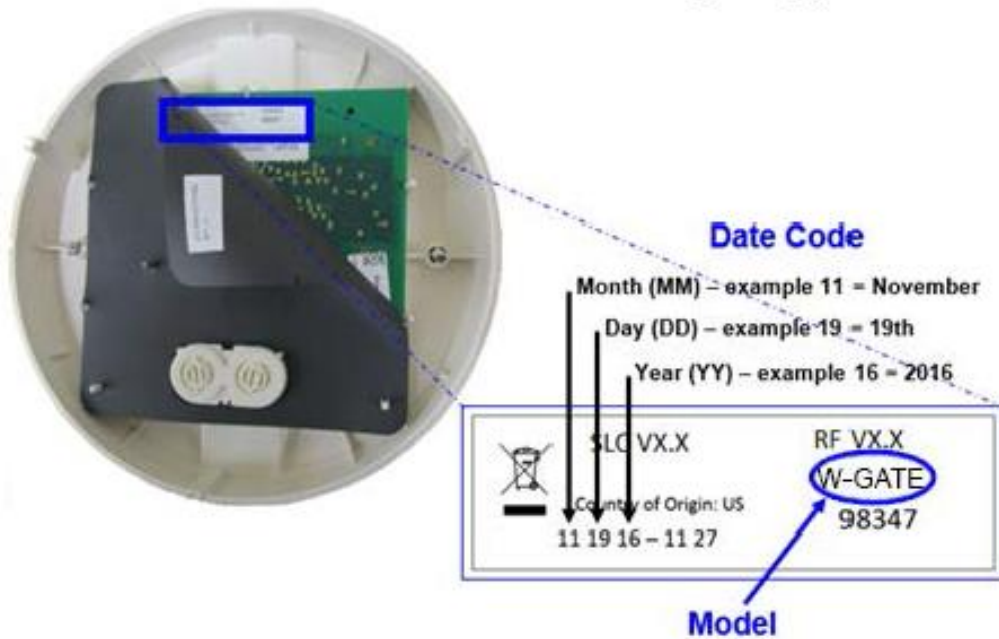 Date Code
Month (MM) – example 11 = November
Day (DD) – example 19 = 19th
Year (YY) – example 16 = 2016
SLC VX.X
RF VX.X
W-GATE
Country of Origin: US
98347
11 19 16 – 11 27
Model